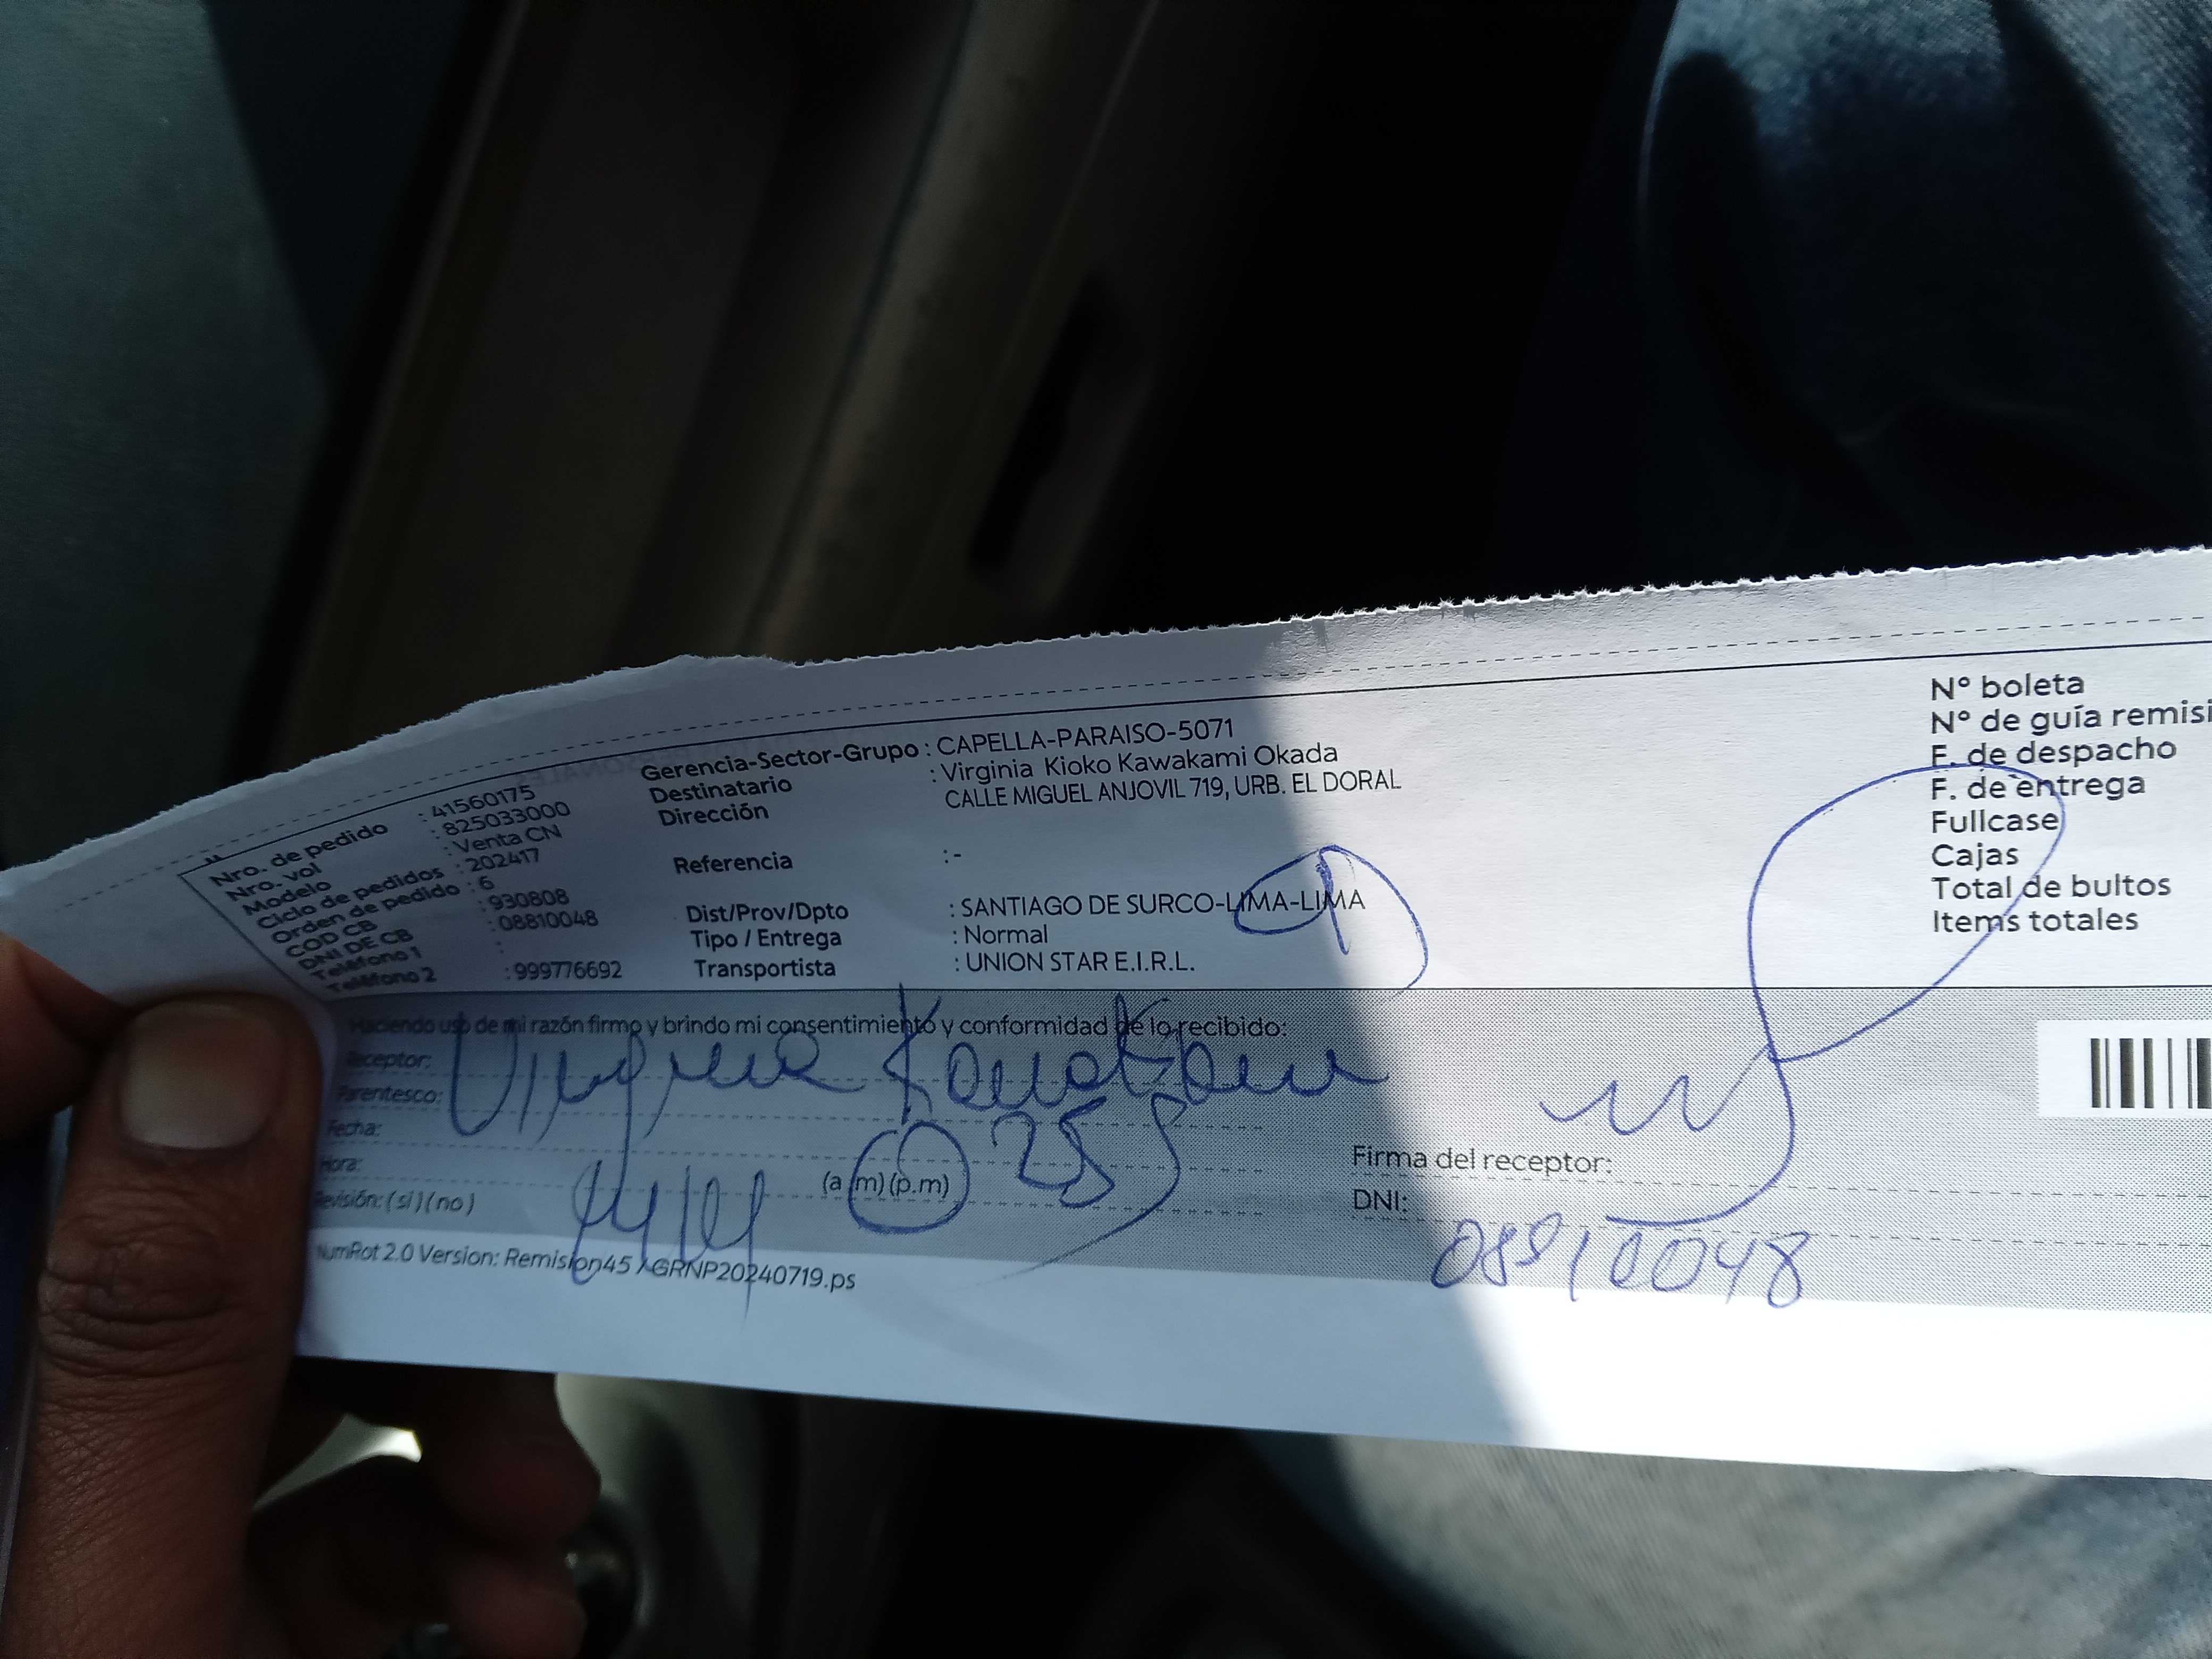 Nro. de pedido : 41560175
Nro. vol : 825033000
Modelo : Venta CN
Ciclo de pedidos : 202417
Orden de pedido : 6
COD CB : 930808
DNI DE CB : 08810048
Teléfono 1 :
Teléfono 2 : 999776692
Gerencia-Sector-Grupo : CAPELLA-PARAISO-5071
Destinatario : Virginia Kioko Kawakami Okada
Dirección CALLE MIGUEL ANJOVIL 719, URB. EL DORAL
Referencia :-
Dist/Prov/Dpto : SANTIAGO DE SURCO-LIMA-LIMA
Tipo / Entrega : Normal
Transportista : UNION STAR E.I.R.L.
N° boleta
N° de guía remisi
F. de despacho
F. de entrega
Fullcase
Cajas
Total de bultos
Items totales
Haciendo uso de mi razón firmo y brindo mi consentimiento y conformidad de lo recibido:
Receptor: Virginia Kawakami
Parentesco:
Fecha:
Hora: (a.m) (p.m)
Revisión: (si) (no)
Firma del receptor:
DNI: 08810048
NumRot 2.0 Version: Remision45 / GRNP20240719.ps